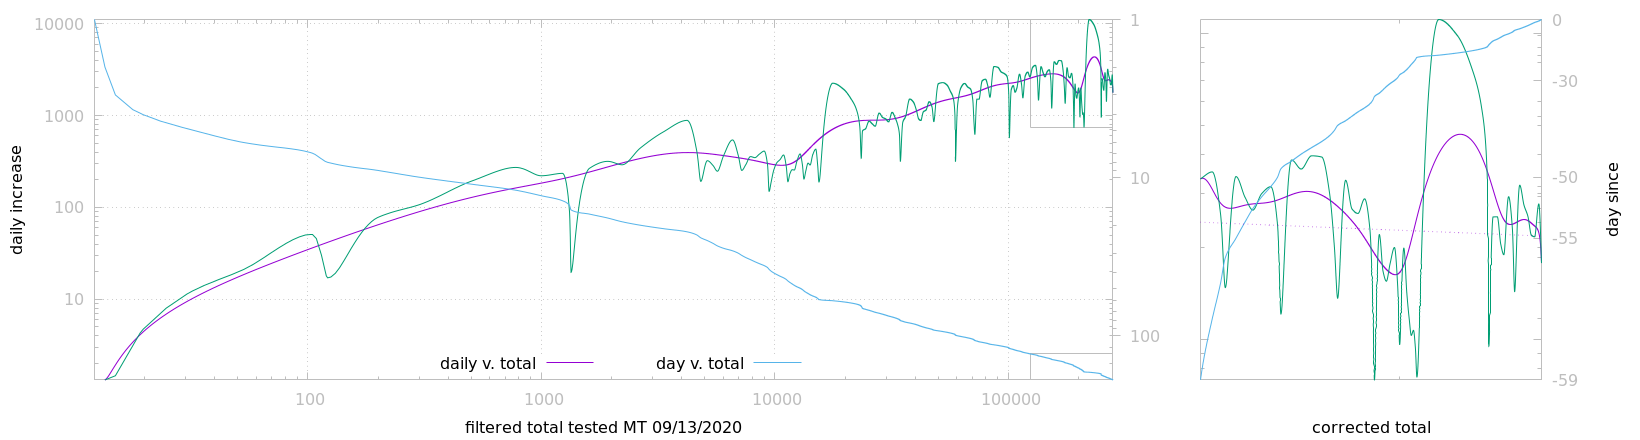 10000
1000
100
10
daily increase
100
1000
10000
100000
filtered total tested MT 09/13/2020
daily v. total
day v. total
1
10
100
0
-30
-50
-55
-59
day since
corrected total